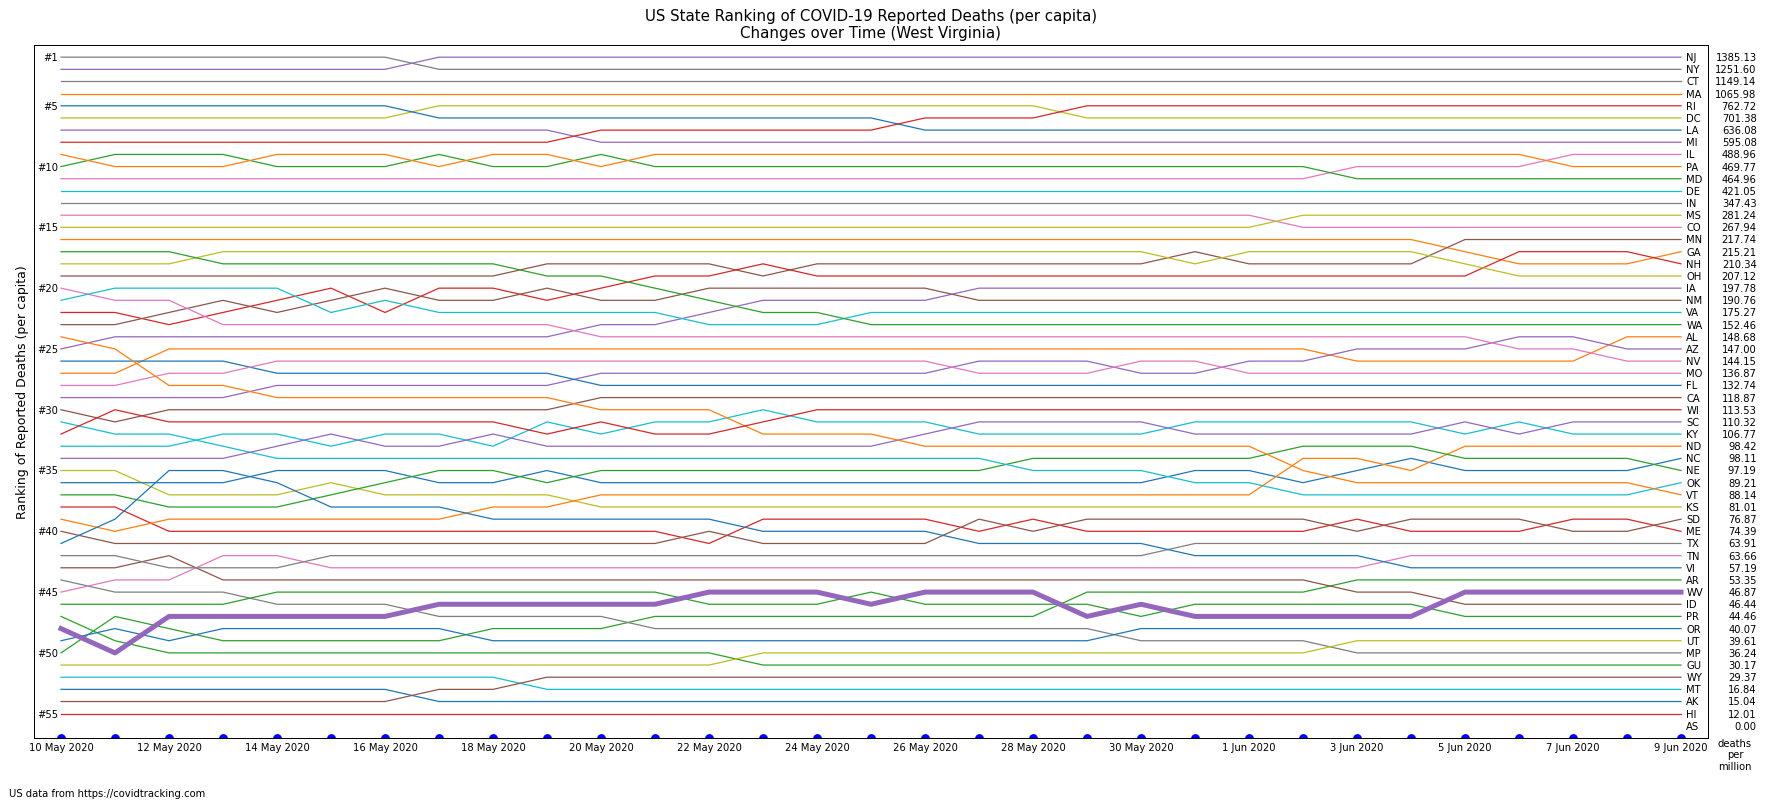 US State Ranking of COVID-19 Reported Deaths (per capita)
Changes over Time (West Virginia)
Ranking of Reported Deaths (per capita)
#1
#5
#10
#15
#20
#25
#30
#35
#40
#45
#50
#55
NJ 1385.13
NY 1251.60
CT 1149.14
MA 1065.98
RI 762.72
DC 701.38
LA 636.08
MI 595.08
IL 488.96
PA 469.77
MD 464.96
DE 421.05
IN 347.43
MS 281.24
CO 267.94
MN 217.74
GA 215.21
NH 210.34
OH 207.12
IA 197.78
NM 190.76
VA 175.27
WA 152.46
AL 148.68
AZ 147.00
NV 144.15
MO 136.87
FL 132.74
CA 118.87
WI 113.53
SC 110.32
KY 106.77
ND 98.42
NC 98.11
NE 97.19
OK 89.21
VT 88.14
KS 81.01
SD 76.87
ME 74.39
TX 63.91
TN 63.66
VI 57.19
AR 53.35
WV 46.87
ID 46.44
PR 44.46
OR 40.07
UT 39.61
MP 36.24
GU 30.17
WY 29.37
MT 16.84
AK 15.04
HI 12.01
AS 0.00
10 May 2020 12 May 2020 14 May 2020 16 May 2020 18 May 2020 20 May 2020 22 May 2020 24 May 2020 26 May 2020 28 May 2020 30 May 2020 1 Jun 2020 3 Jun 2020 5 Jun 2020 7 Jun 2020 9 Jun 2020
deaths
per
million
US data from https://covidtracking.com